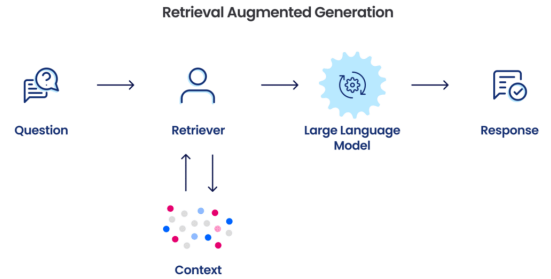 Retrieval Augmented Generation
Question
Retriever
Large Language
Model
Response
Context